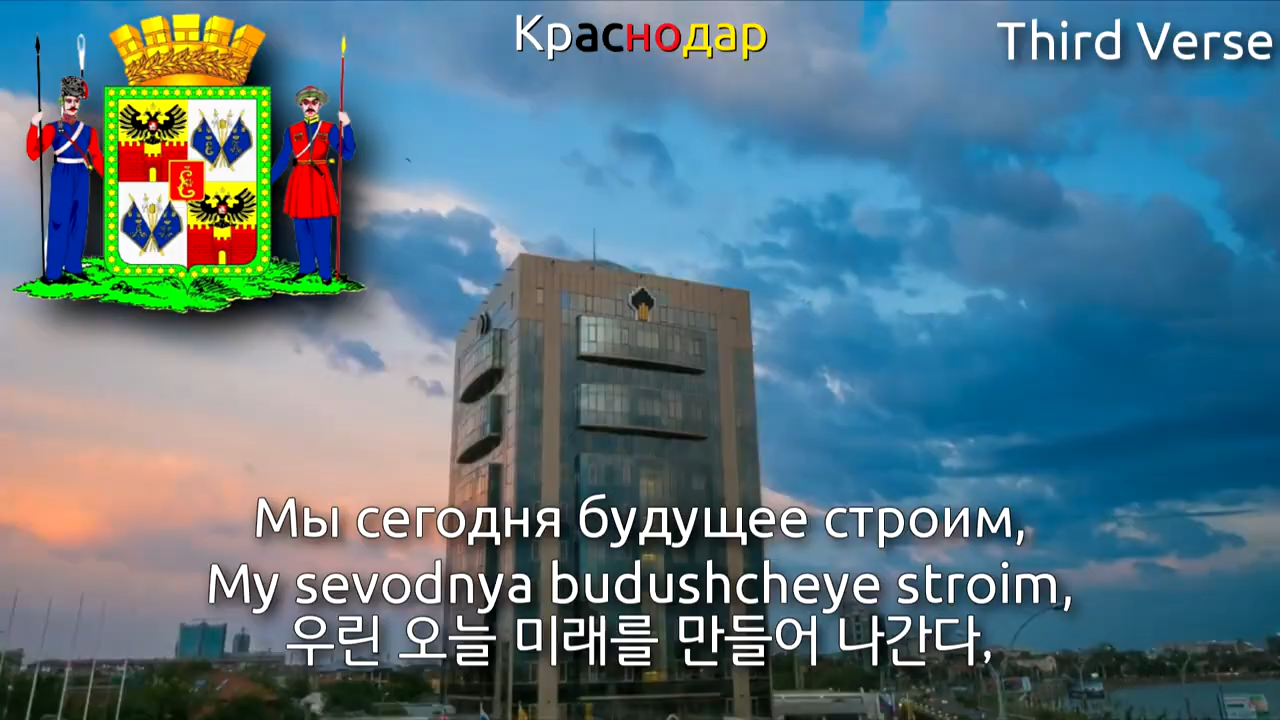 Краснодар
Third Verse
Мы сегодня будущее строим,
My sevodnya budushcheye stroim,
우린 오늘 미래를 만들어 나간다,